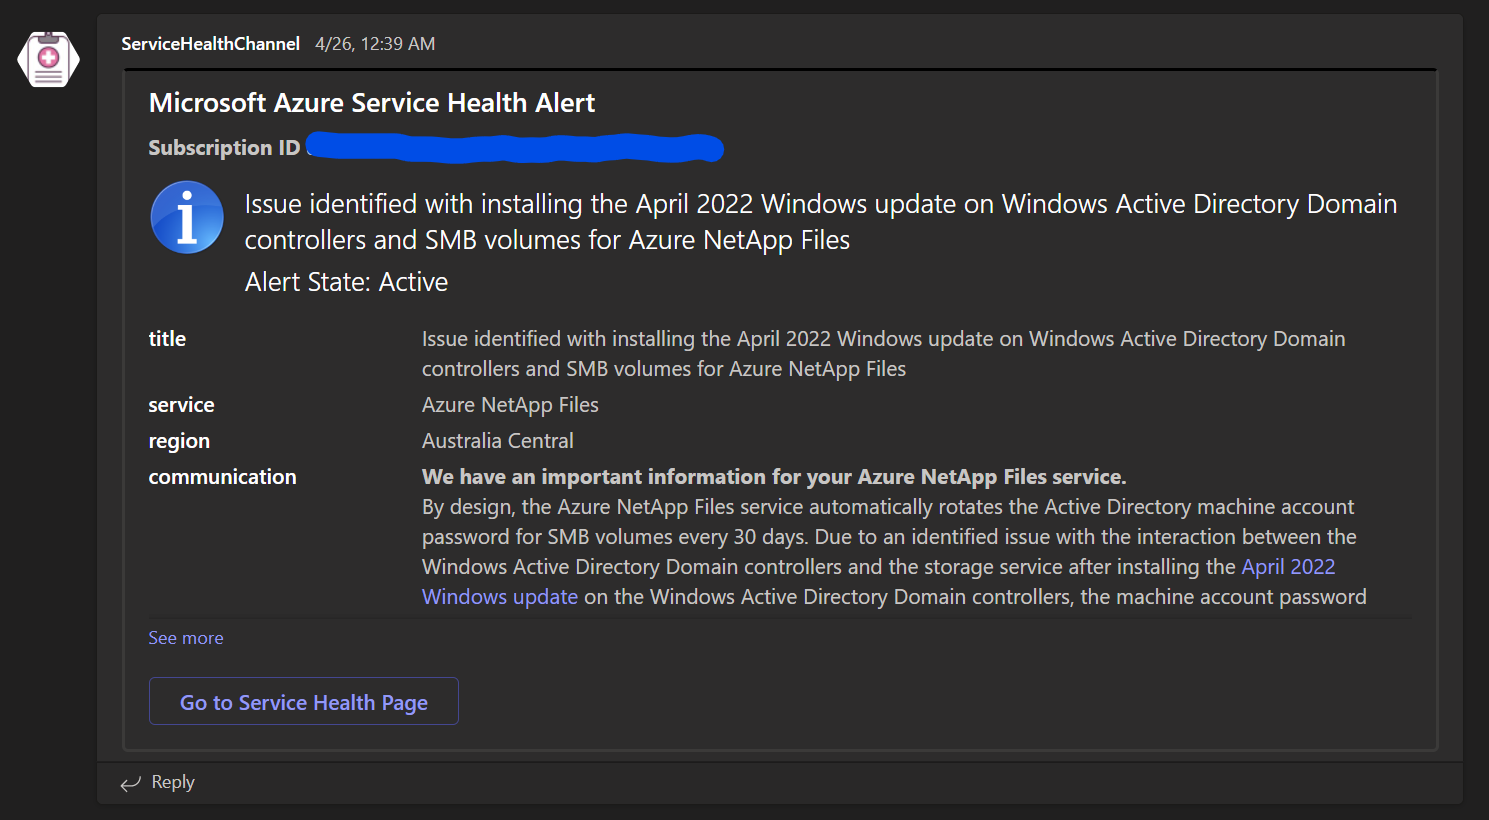 ServiceHealthChannel 4/26, 12:39 AM
Microsoft Azure Service Health Alert
Subscription ID
Issue identified with installing the April 2022 Windows update on Windows Active Directory Domain
controllers and SMB volumes for Azure NetApp Files
Alert State: Active
title Issue identified with installing the April 2022 Windows update on Windows Active Directory Domain
controllers and SMB volumes for Azure NetApp Files
service Azure NetApp Files
region Australia Central
communication We have an important information for your Azure NetApp Files service.
By design, the Azure NetApp Files service automatically rotates the Active Directory machine account
password for SMB volumes every 30 days. Due to an identified issue with the interaction between the
Windows Active Directory Domain controllers and the storage service after installing the April 2022
Windows update on the Windows Active Directory Domain controllers, the machine account password
See more
Go to Service Health Page
Reply